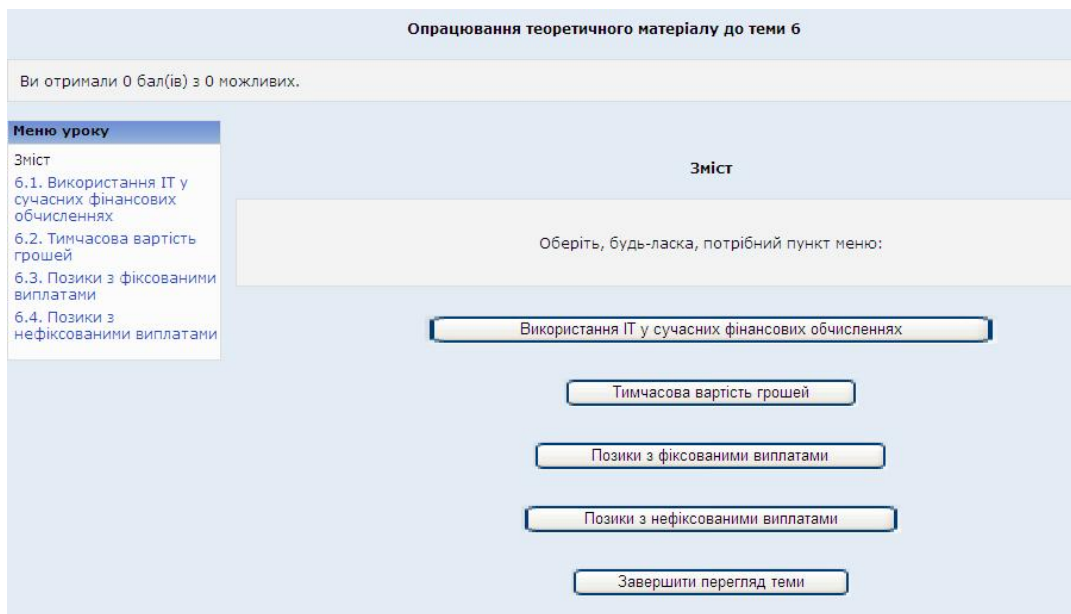 Опрацювання теоретичного матеріалу до теми 6
Ви отримали 0 бал(ів) з 0 можливих.
Меню уроку
Зміст
6.1. Використання ІТ у
сучасних фінансових
обчисленнях
6.2. Тимчасова вартість
грошей
6.3. Позики з фіксованими
виплатами
6.4. Позики з
нефіксованими виплатами
Зміст
Оберіть, будь-ласка, потрібний пункт меню:
Використання ІТ у сучасних фінансових обчисленнях
Тимчасова вартість грошей
Позики з фіксованими виплатами
Позики з нефіксованими виплатами
Завершити перегляд теми